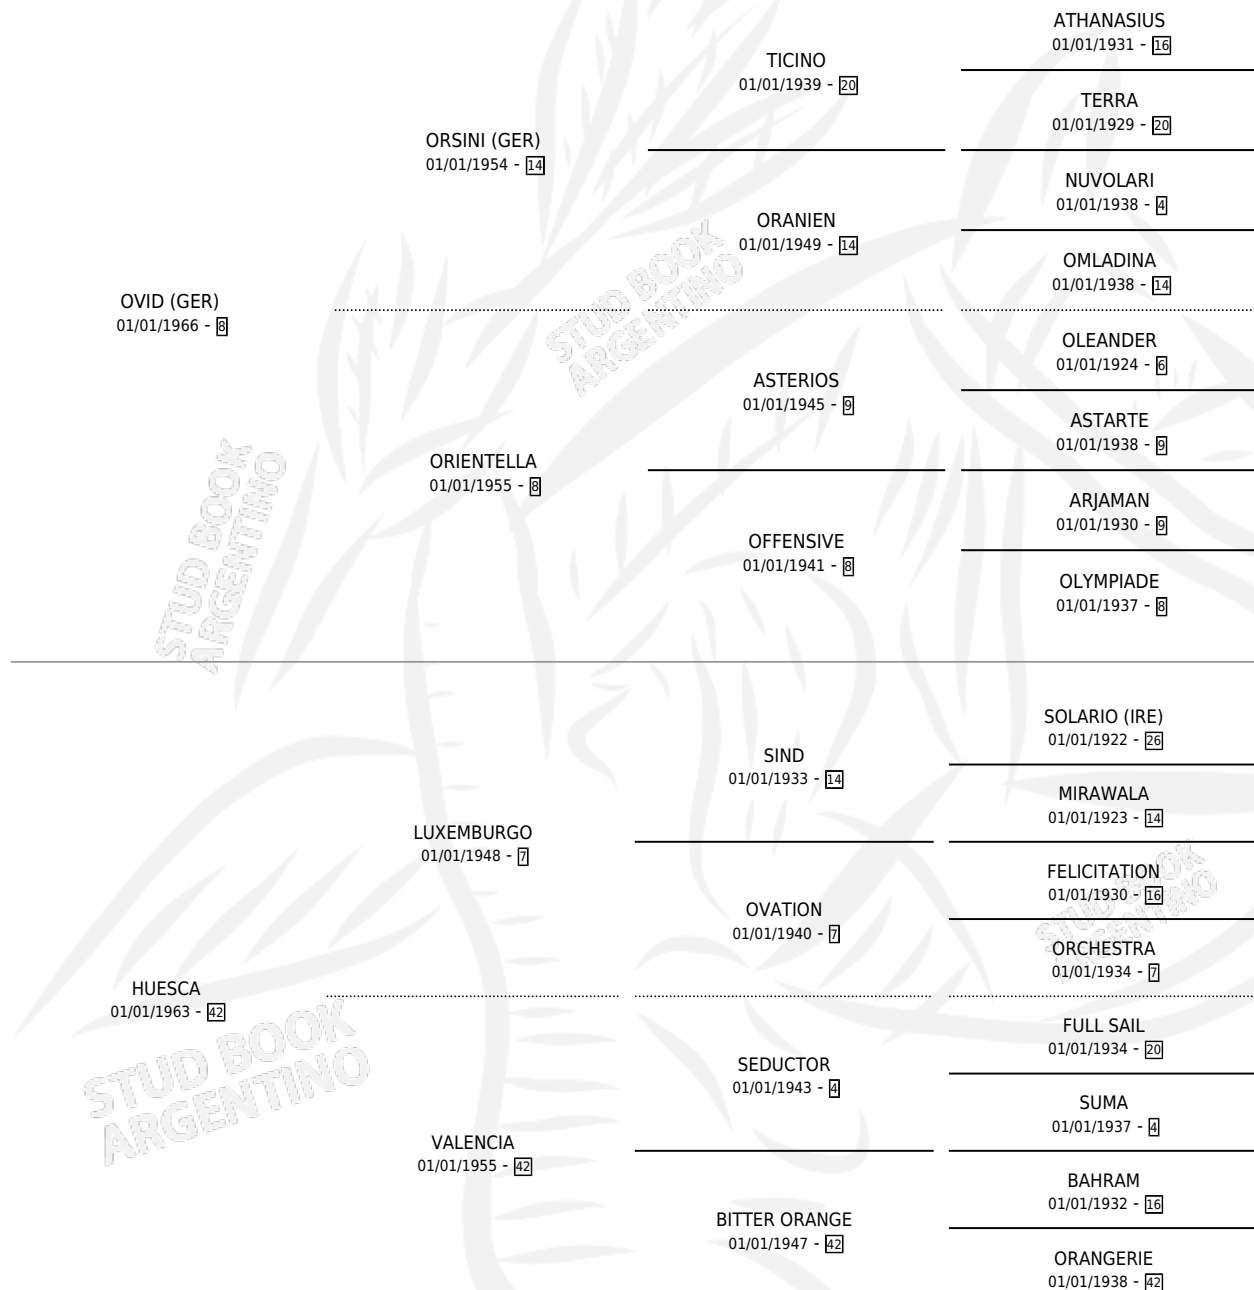 ATHANASIUS
01/01/1931 - 16
TICINO
01/01/1939 - 20
TERRA
01/01/1929 - 20
ORSINI (GER)
01/01/1954 - 14
NUVOLARI
01/01/1938 - 4
ORANIEN
01/01/1949 - 14
OMLADINA
01/01/1938 - 14
OVID (GER)
01/01/1966 - 8
OLEANDER
01/01/1924 - 6
ASTERIOS
01/01/1945 - 9
ASTARTE
01/01/1938 - 9
ORIENTELLA
01/01/1955 - 8
ARJAMAN
01/01/1930 - 9
OFFENSIVE
01/01/1941 - 8
OLYMPIADE
01/01/1937 - 8
SOLARIO (IRE)
01/01/1922 - 26
SIND
01/01/1933 - 14
MIRAWALA
01/01/1923 - 14
LUXEMBURGO
01/01/1948 - 7
FELICITATION
01/01/1930 - 16
OVATION
01/01/1940 - 7
ORCHESTRA
01/01/1934 - 7
HUESCA
01/01/1963 - 42
FULL SAIL
01/01/1934 - 20
SEDUCTOR
01/01/1943 - 4
SUMA
01/01/1937 - 4
VALENCIA
01/01/1955 - 42
BAHRAM
01/01/1932 - 16
BITTER ORANGE
01/01/1947 - 42
ORANGERIE
01/01/1938 - 42
STUD BOOK
ARGENTINO
STUD BOOK
ARGENTINO
STUD BOOK
ARGENTINO
STUD BOOK
ARGENTINO